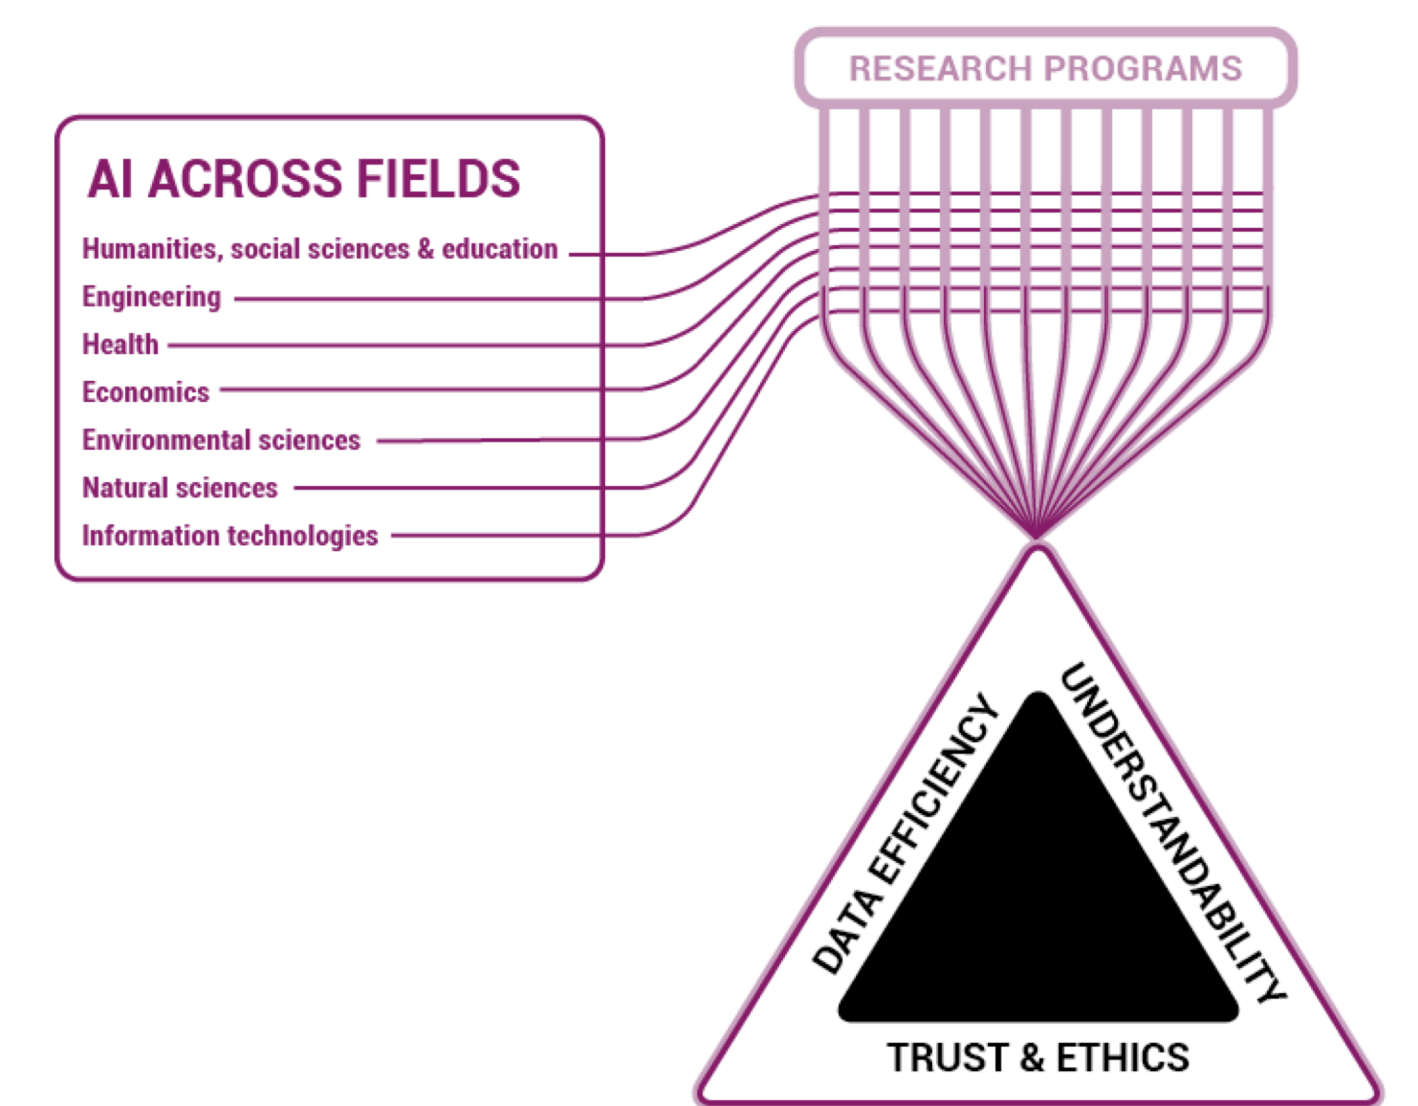 RESEARCH PROGRAMS
AI ACROSS FIELDS
Humanities, social sciences & education
Engineering
Health
Economics
Environmental sciences
Natural sciences
Information technologies
DATA EFFICIENCY
UNDERSTANDABILITY
TRUST & ETHICS